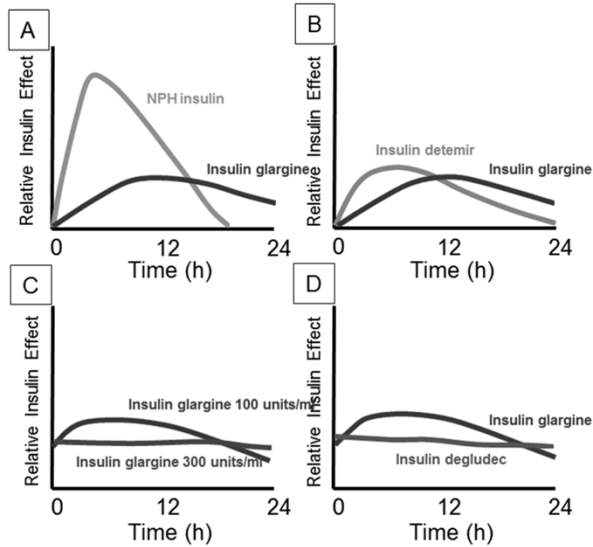 A
Relative Insulin Effect
NPH insulin
Insulin glargine
0
12
24
Time (h)
B
Relative Insulin Effect
Insulin detemir
Insulin glargine
0
12
24
Time (h)
C
Relative Insulin Effect
Insulin glargine 100 units/ml
Insulin glargine 300 units/ml
0
12
24
Time (h)
D
Relative Insulin Effect
Insulin glargine
Insulin degludec
0
12
24
Time (h)